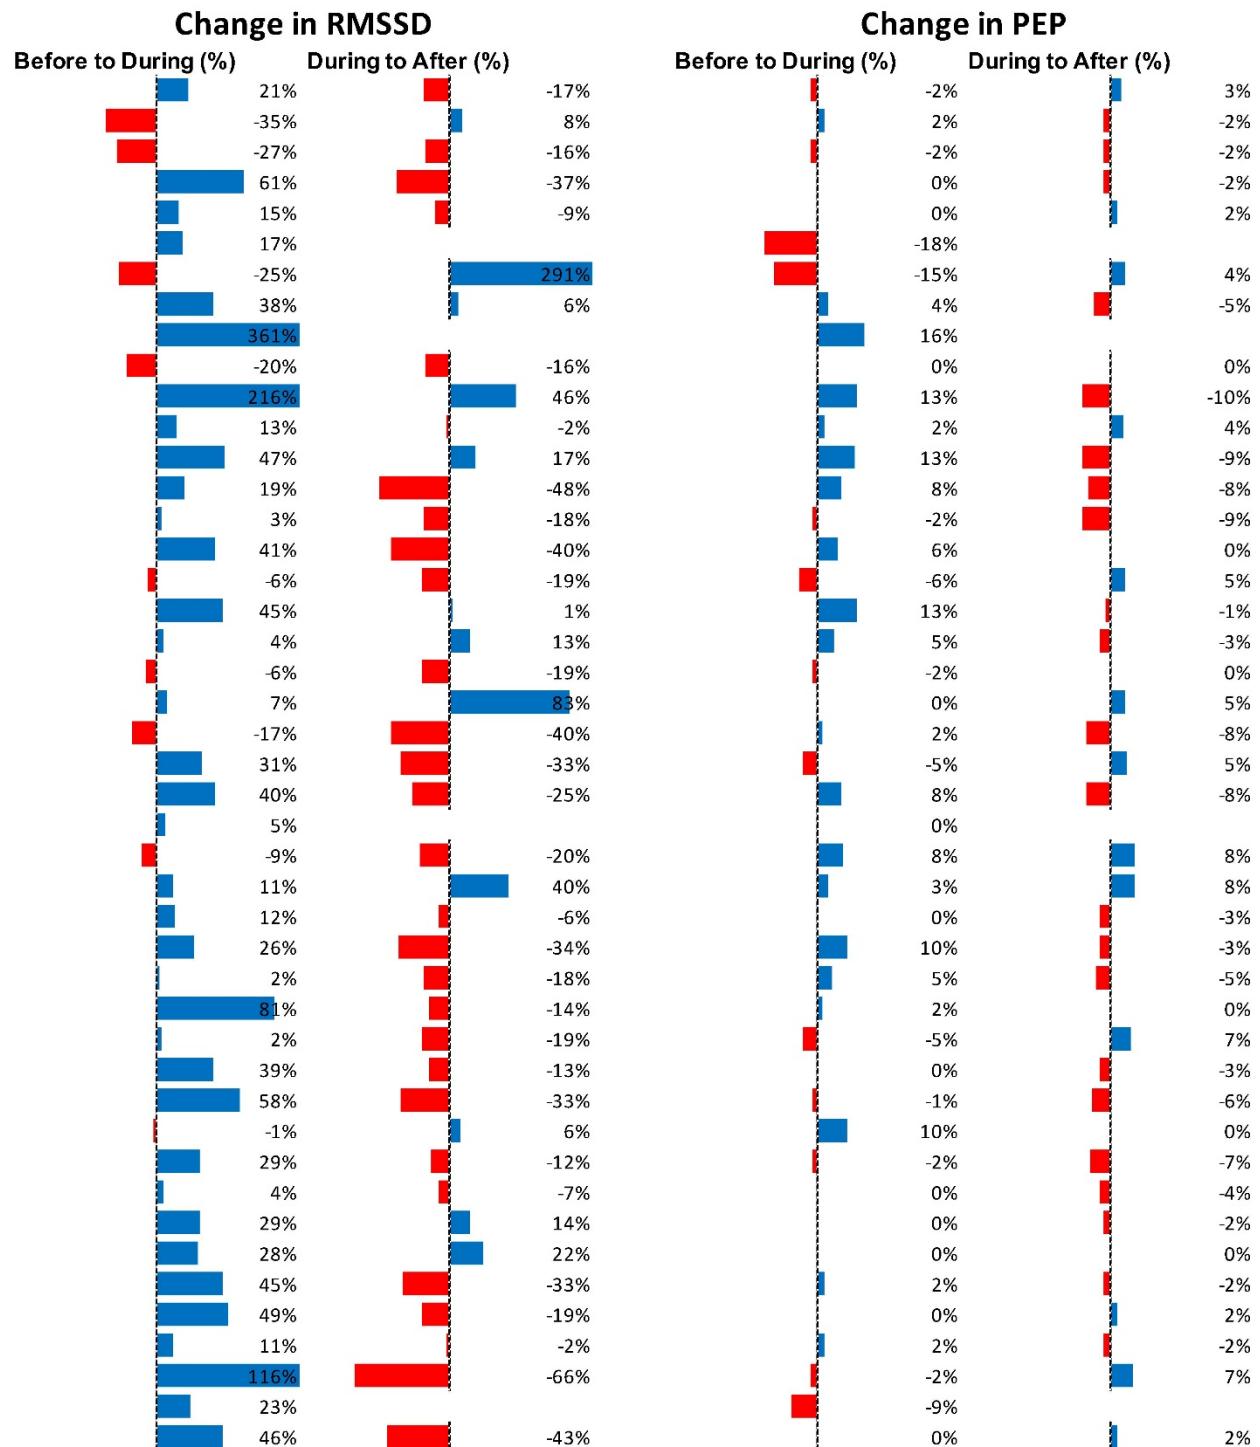 Change in RMSSD Change in PEP
Before to During (%) During to After (%) Before to During (%) During to After (%)
21% -17% -2% 3%
-35% 8% 2% -2%
-27% -16% -2% -2%
61% -37% 0% -2%
15% -9% 0% 2%
17% -18%
-25% 291% -15% 4%
38% 6% 4% -5%
361% 16%
-20% -16% 0% 0%
216% 46% 13% -10%
13% -2% 2% 4%
47% 17% 13% -9%
19% -48% 8% -8%
3% -18% -2% -9%
41% -40% 6% 0%
-6% -19% -6% 5%
45% 1% 13% -1%
4% 13% 5% -3%
-6% -19% -2% 0%
7% 83% 0% 5%
-17% -40% 2% -8%
31% -33% -5% 5%
40% -25% 8% -8%
5% 0%
-9% -20% 8% 8%
11% 40% 3% 8%
12% -6% 0% -3%
26% -34% 10% -3%
2% -18% 5% -5%
81% -14% 2% 0%
2% -19% -5% 7%
39% -13% 0% -3%
58% -33% -1% -6%
-1% 6% 10% 0%
29% -12% -2% -7%
4% -7% 0% -4%
29% 14% 0% -2%
28% 22% 0% 0%
45% -33% 2% -2%
49% -19% 0% 2%
11% -2% 2% -2%
116% -66% -2% 7%
23% -9%
46% -43% 0% 2%